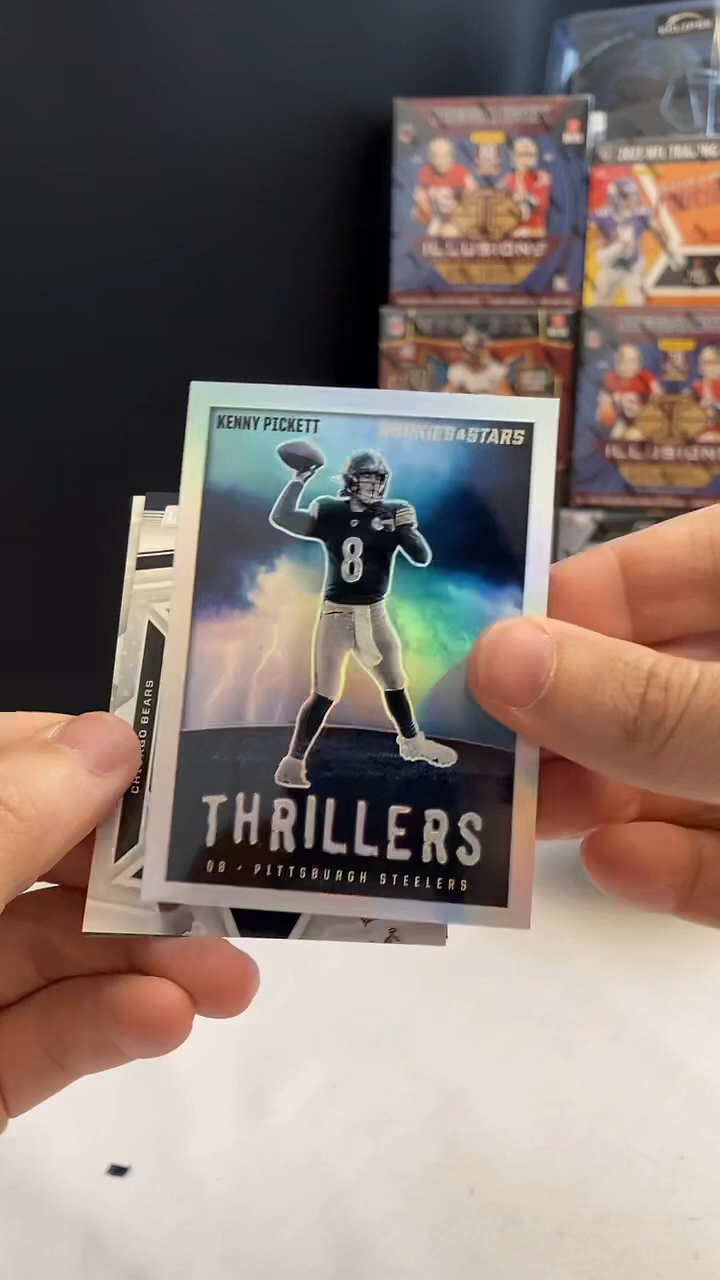 ILLUSIONS
ILLUSIONS
KENNY PICKETT
ROOKIES&STARS
8
THRILLERS
QB - PITTSBURGH STEELERS
CHICAGO BEARS